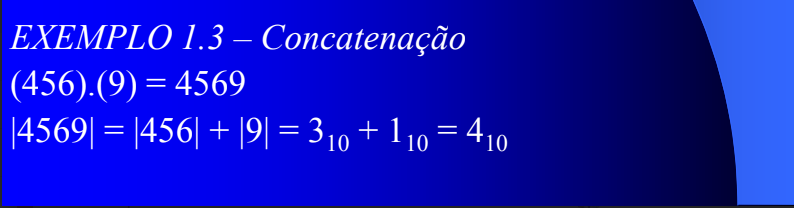 EXEMPLO 1.3 – Concatenação
(456).(9) = 4569
|4569| = |456| + |9| = 3₁₀ + 1₁₀ = 4₁₀